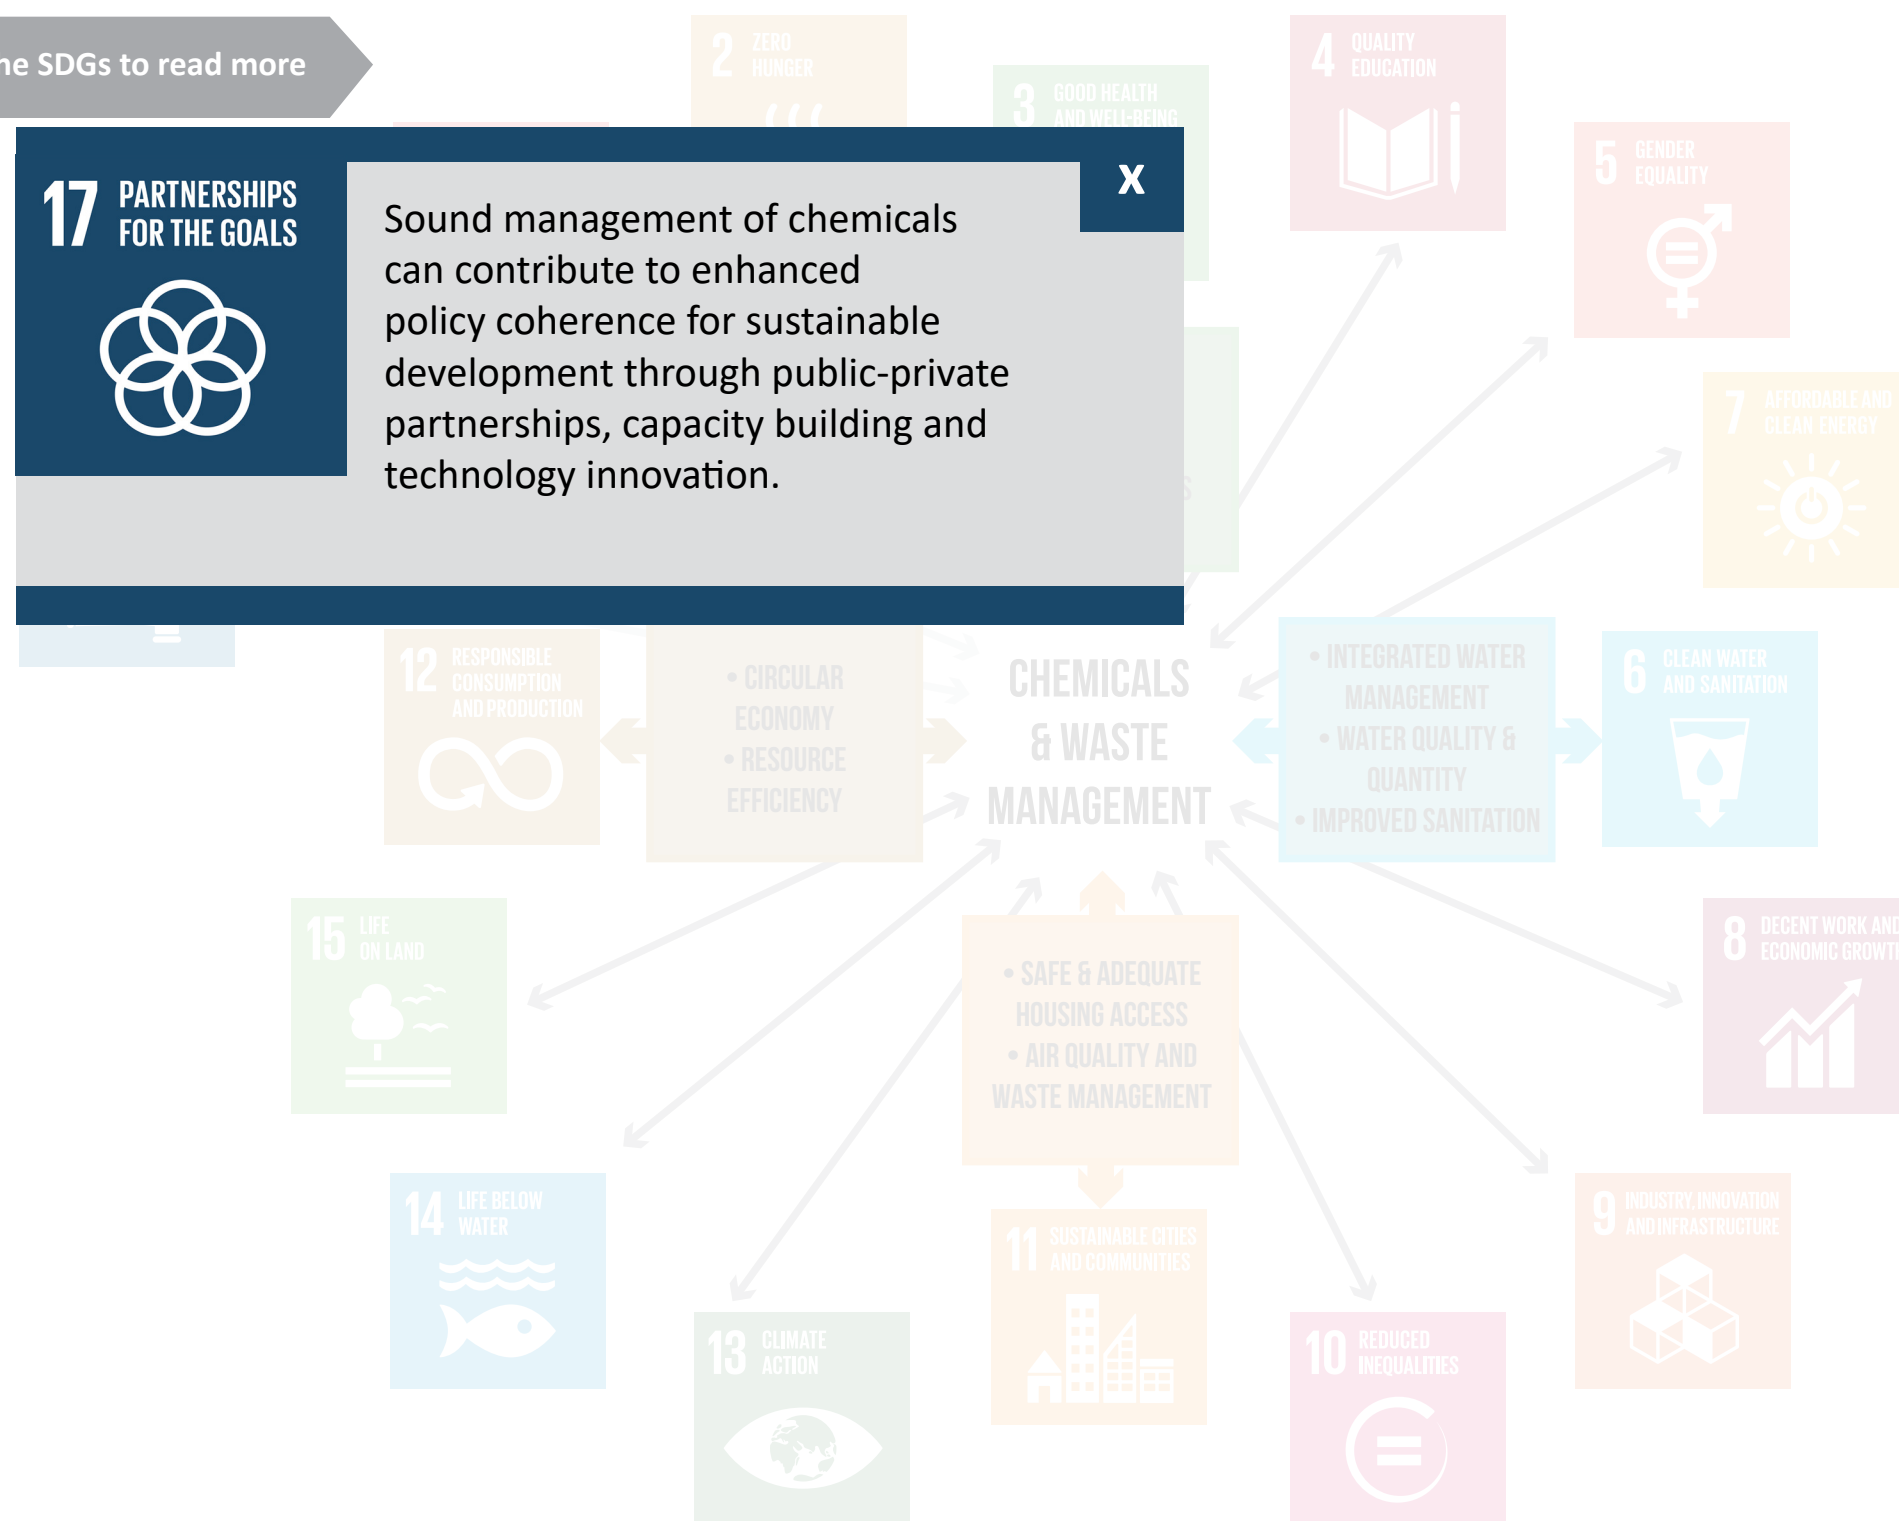 he SDGs to read more
2 ZERO
HUNGER
3 GOOD HEALTH
AND WELL-BEING
4 QUALITY
EDUCATION
5 GENDER
EQUALITY
17 PARTNERSHIPS
FOR THE GOALS
X
Sound management of chemicals
can contribute to enhanced
policy coherence for sustainable
development through public-private
partnerships, capacity building and
technology innovation.
7 AFFORDABLE AND
CLEAN ENERGY
S
12 RESPONSIBLE
CONSUMPTION
AND PRODUCTION
• CIRCULAR
ECONOMY
• RESOURCE
EFFICIENCY
CHEMICALS
& WASTE
MANAGEMENT
• INTEGRATED WATER
MANAGEMENT
• WATER QUALITY &
QUANTITY
• IMPROVED SANITATION
6 CLEAN WATER
AND SANITATION
15 LIFE
ON LAND
• SAFE & ADEQUATE
HOUSING ACCESS
• AIR QUALITY AND
WASTE MANAGEMENT
8 DECENT WORK AND
ECONOMIC GROWT
14 LIFE BELOW
WATER
11 SUSTAINABLE CITIES
AND COMMUNITIES
9 INDUSTRY, INNOVATION
AND INFRASTRUCTURE
13 CLIMATE
ACTION
10 REDUCED
INEQUALITIES